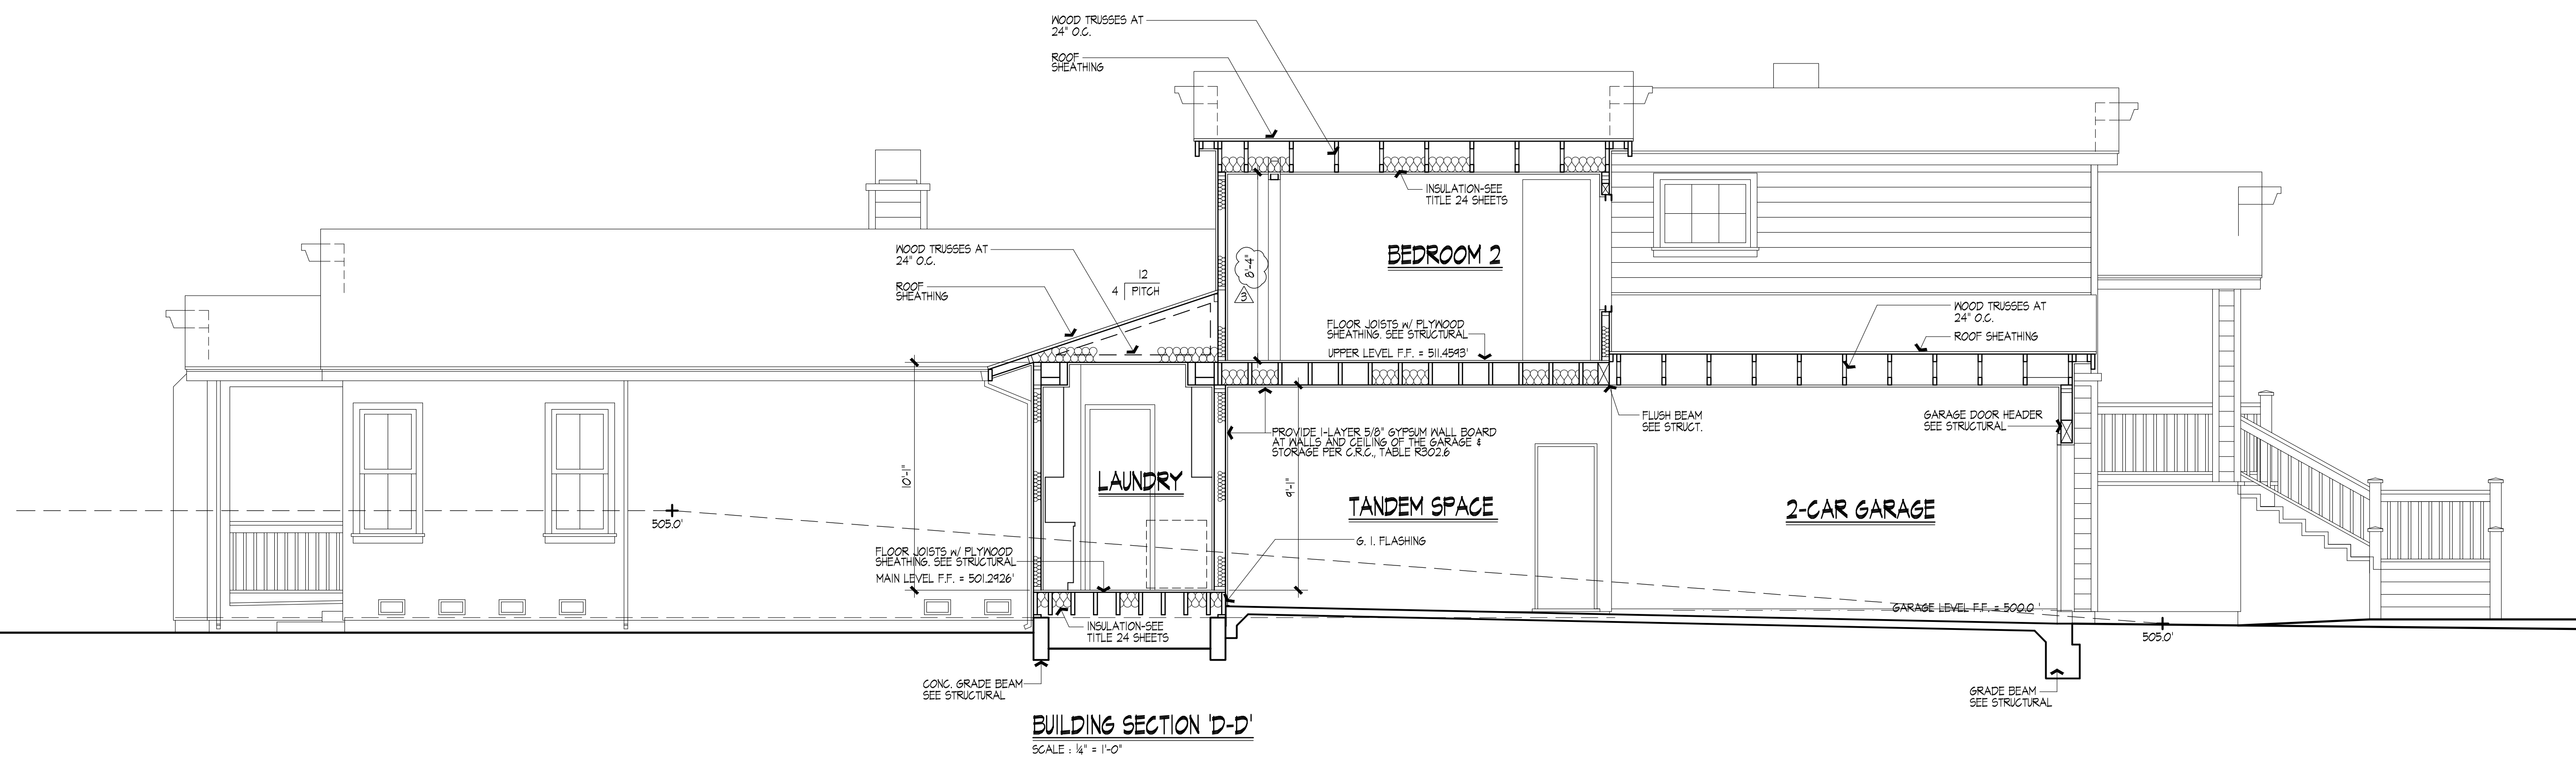 WOOD TRUSSES AT
24" O.C.
ROOF
SHEATHING
INSULATION-SEE
TITLE 24 SHEETS
BEDROOM 2
8'-4"
3
WOOD TRUSSES AT
24" O.C.
ROOF
SHEATHING
12
4 PITCH
FLOOR JOISTS w/ PLYWOOD
SHEATHING. SEE STRUCTURAL
UPPER LEVEL F.F. = 511.4593'
WOOD TRUSSES AT
24" O.C.
ROOF SHEATHING
FLUSH BEAM
SEE STRUCT.
GARAGE DOOR HEADER
SEE STRUCTURAL
PROVIDE 1-LAYER 5/8" GYPSUM WALL BOARD
AT WALLS AND CEILING OF THE GARAGE &
STORAGE PER C.R.C., TABLE R302.6
10'-1"
LAUNDRY
9'-1"
TANDEM SPACE
2-CAR GARAGE
505.0'
G. I. FLASHING
FLOOR JOISTS w/ PLYWOOD
SHEATHING. SEE STRUCTURAL
MAIN LEVEL F.F. = 501.2926'
GARAGE LEVEL F.F. = 500.0 '
INSULATION-SEE
TITLE 24 SHEETS
505.0'
CONC. GRADE BEAM
SEE STRUCTURAL
GRADE BEAM
SEE STRUCTURAL
BUILDING SECTION 'D-D'
SCALE : ¼" = 1'-0"